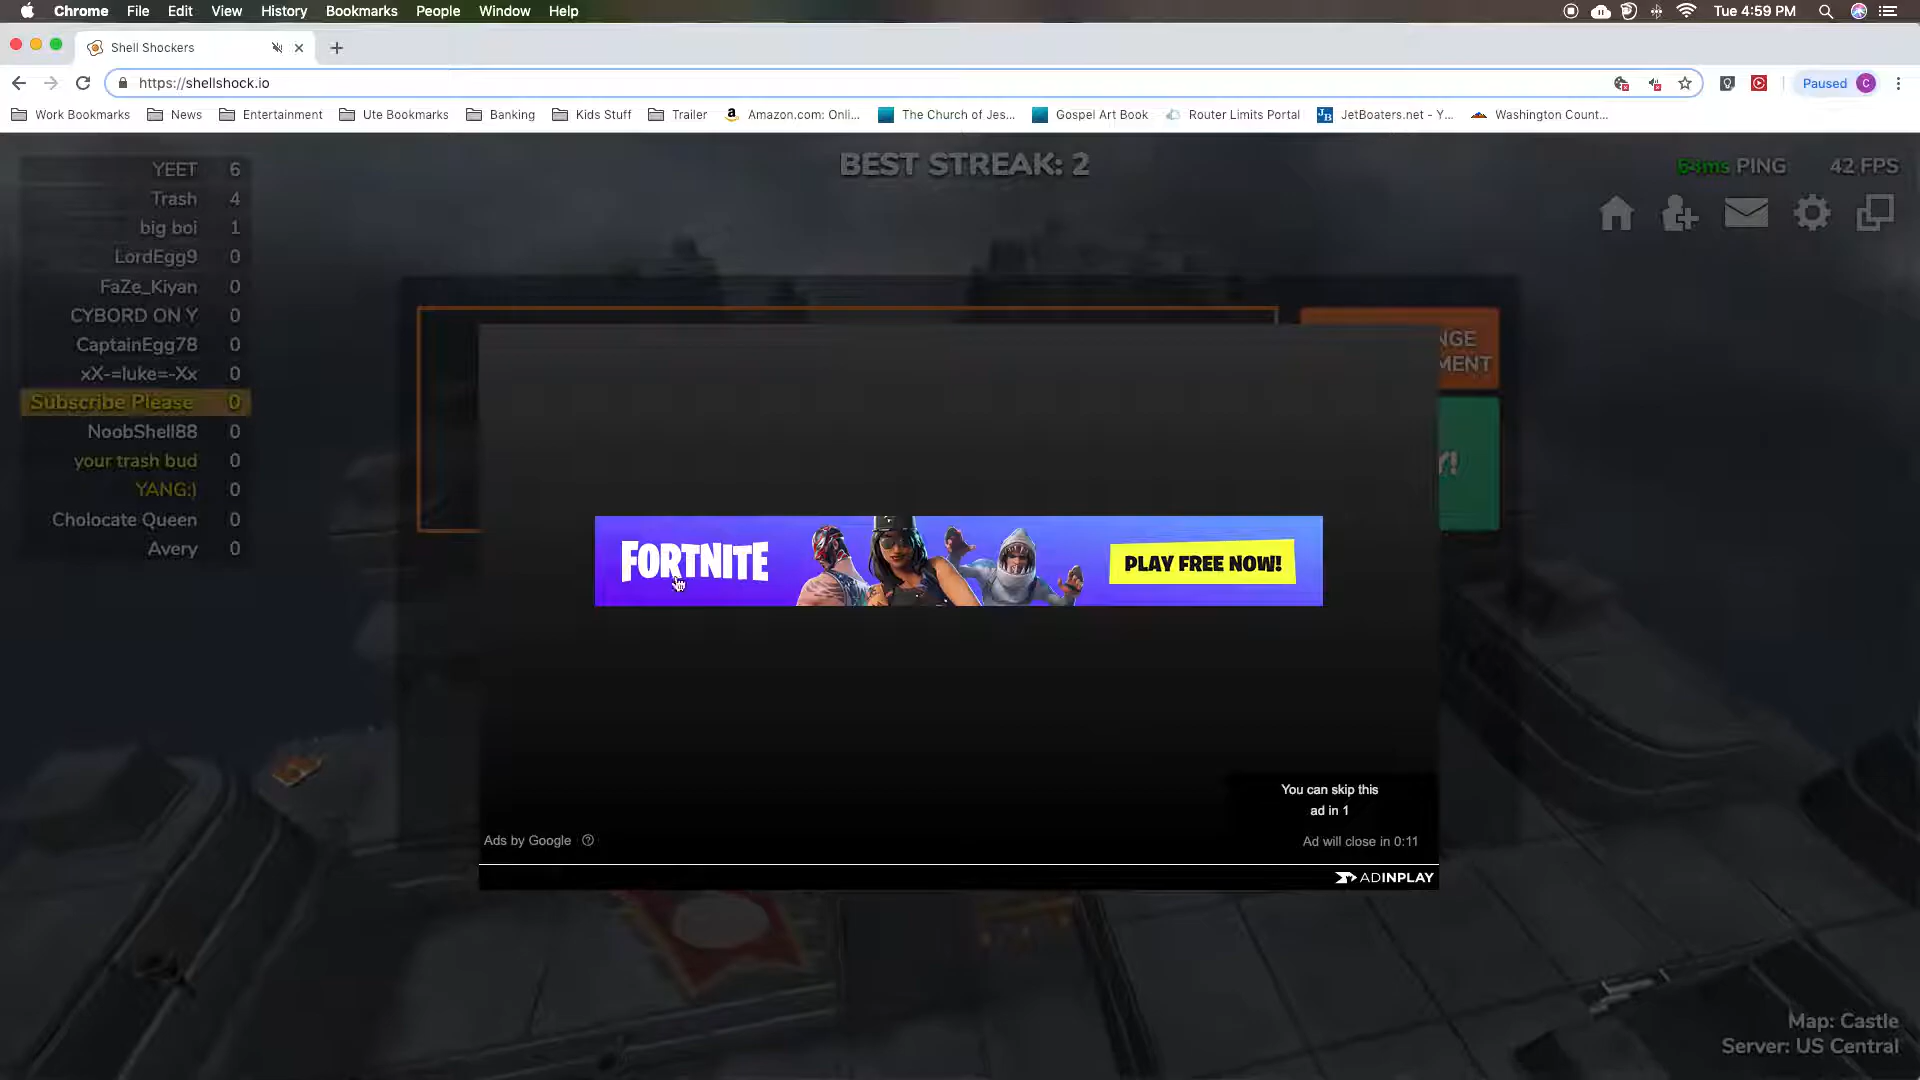 Chrome File Edit View History Bookmarks People Window Help Tue 4:59 PM
Shell Shockers
https://shellshock.io Paused C
Work Bookmarks News Entertainment Ute Bookmarks Banking Kids Stuff Trailer Amazon.com: Onli... The Church of Jes... Gospel Art Book Router Limits Portal JetBoaters.net - Y... Washington Count...
BEST STREAK: 2
PING 42 FPS
YEET 6
Trash 4
big boi 1
LordEgg9 0
FaZe_Kiyan 0
CYBORD ON Y 0
CaptainEgg78 0
xX-=luke=-Xx 0
Subscribe Please 0
NoobShell88 0
your trash bud 0
YANG:) 0
Cholocate Queen 0
Avery 0
NGE
MENT
Y!
FORTNITE
PLAY FREE NOW!
You can skip this
ad in 1
Ads by Google
Ad will close in 0:11
ADINPLAY
Map: Castle
Server: US Central